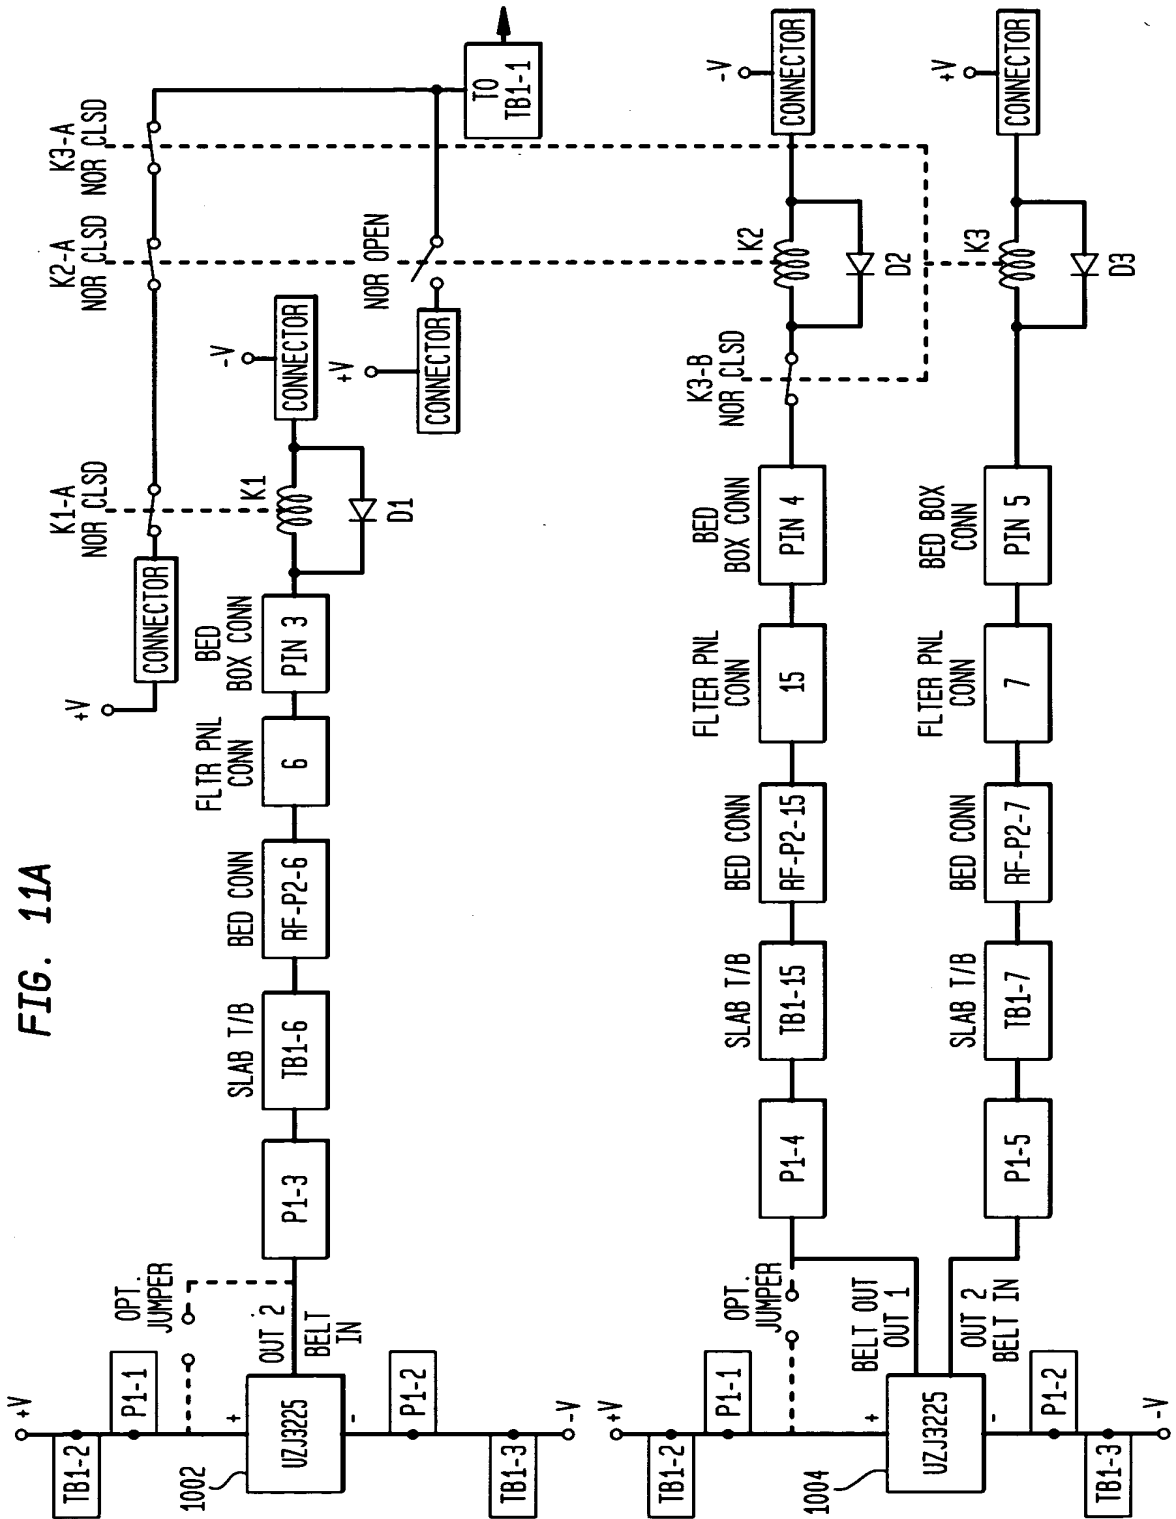 FIG. 11A
+V
TB1-2
P1-1
OPT.
JUMPER
1002
UZJ3225
+
-
OUT 2
BELT
IN
P1-2
TB1-3
-V
P1-3
SLAB T/B
TB1-6
BED CONN
RF-P2-6
FLTR PNL
CONN
6
BED
BOX CONN
PIN 3
K1
D1
CONNECTOR
-V
+V
CONNECTOR
K1-A
NOR CLSD
K2-A
NOR CLSD
K3-A
NOR CLSD
NOR OPEN
+V
CONNECTOR
TO
TB1-1
+V
TB1-2
P1-1
OPT.
JUMPER
1004
UZJ3225
+
-
BELT OUT
OUT 1
OUT 2
BELT IN
P1-2
TB1-3
-V
P1-4
SLAB T/B
TB1-15
BED CONN
RF-P2-15
FLTER PNL
CONN
15
BED
BOX CONN
PIN 4
K3-B
NOR CLSD
K2
D2
CONNECTOR
-V
P1-5
SLAB T/B
TB1-7
BED CONN
RF-P2-7
FLTER PNL
CONN
7
BED BOX
CONN
PIN 5
K3
D3
CONNECTOR
+V